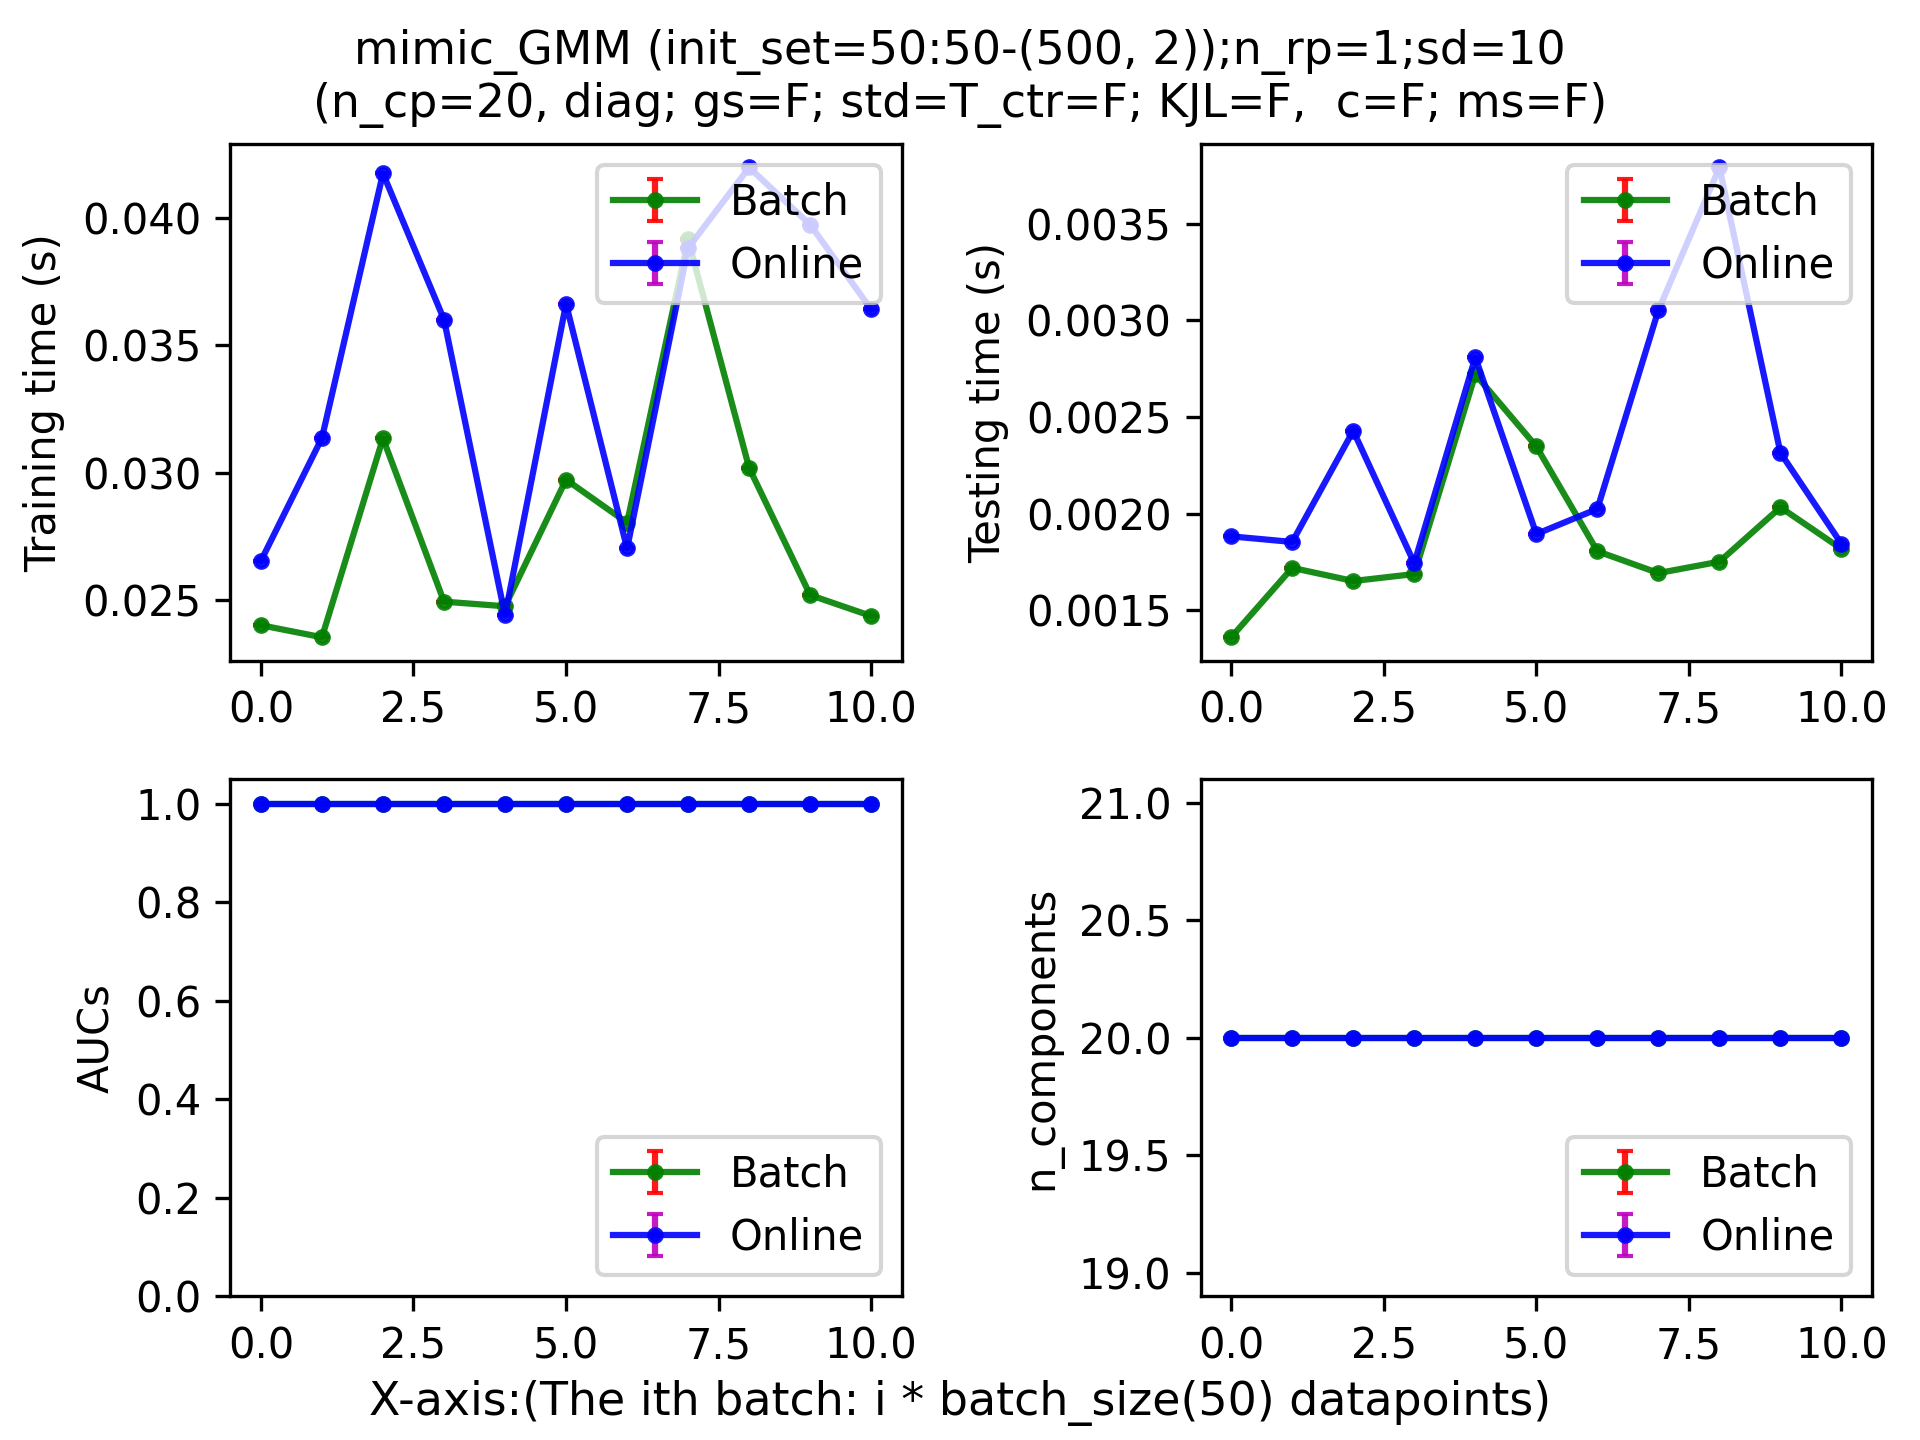 mimic_GMM (init_set=50:50-(500, 2));n_rp=1;sd=10
(n_cp=20, diag; gs=F; std=T_ctr=F; KJL=F,  c=F; ms=F)
Training time (s)
0.040
0.035
0.030
0.025
0.0 2.5 5.0 7.5 10.0
Batch
Online
Testing time (s)
0.0035
0.0030
0.0025
0.0020
0.0015
0.0 2.5 5.0 7.5 10.0
Batch
Online
AUCs
1.0
0.8
0.6
0.4
0.2
0.0
0.0 2.5 5.0 7.5 10.0
Batch
Online
n_components
21.0
20.5
20.0
19.5
19.0
0.0 2.5 5.0 7.5 10.0
Batch
Online
X-axis:(The ith batch: i * batch_size(50) datapoints)